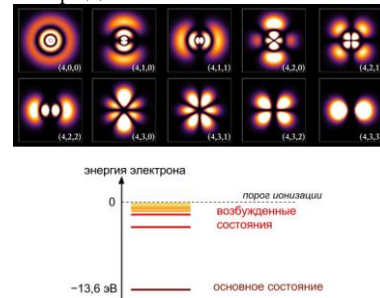 (4,0,0) (4,1,0) (4,1,1) (4,2,0) (4,2,1)
(4,2,2) (4,3,0) (4,3,1) (4,3,2) (4,3,3)
энергия электрона
порог ионизации
0
возбужденные
состояния
−13,6 эВ основное состояние